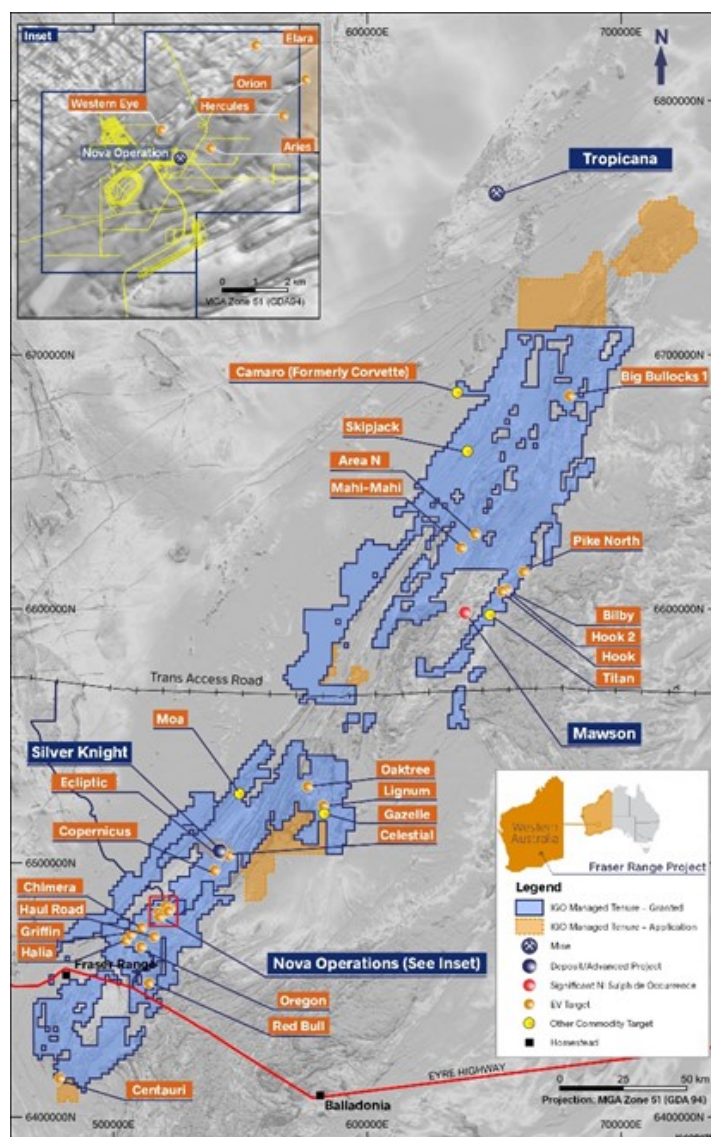 Inset
Elara
Orion
Western Eye
Hercules
Nova Operation
Aries
0 1 2 km
MGA Zone 51 (GDA94)
600000E
700000E
N
6800000N
Tropicana
6700000N
6700000N
Camaro (Formerly Corvette)
Big Bullocks 1
Skipjack
Area N
Mahi-Mahi
Pike North
6600000N
6600000N
Bilby
Hook 2
Hook
Titan
Trans Access Road
Moa
Mawson
Silver Knight
Ecliptic
Oaktree
Lignum
Copernicus
Gazelle
Celestial
6500000N
Chimera
Haul Road
Griffin
Halia
Fraser Range
Nova Operations (See Inset)
Oregon
Red Bull
Centauri
EYRE HIGHWAY
Balladonia
6400000N
500000E
600000E
700000E
6400000N
Western
Australia
Fraser Range Project
Legend
IGO Managed Tenure - Granted
IGO Managed Tenure - Application
Mine
Deposit/Advanced Project
Significant Ni Sulphide Occurrence
EV Target
Other Commodity Target
Homestead
0 25 50 km
Projection: MGA Zone 51 (GDA 94)